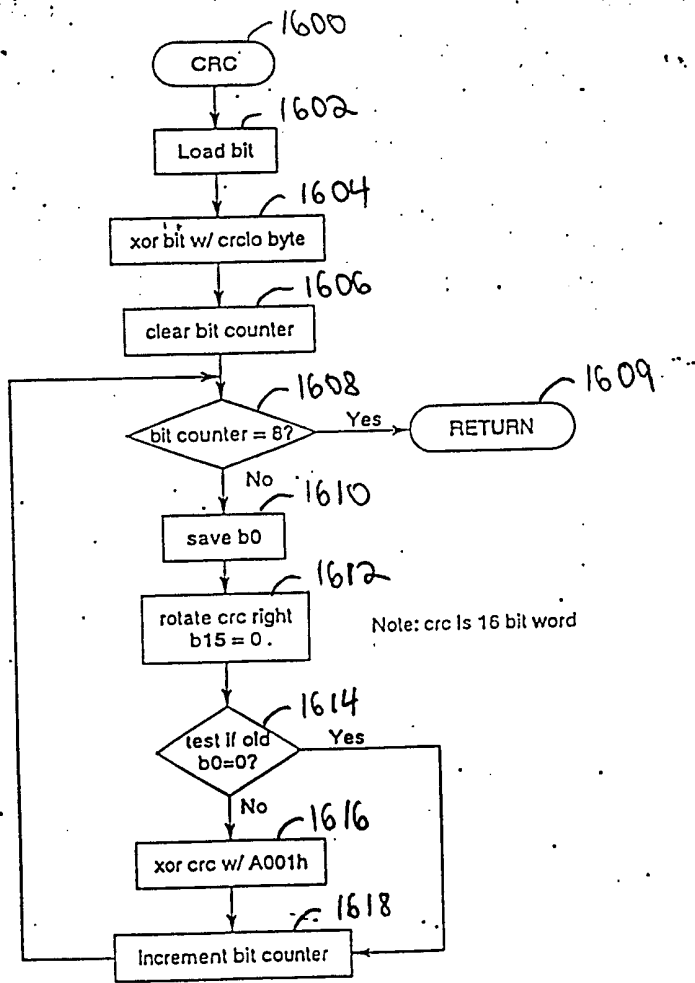 1600
CRC
1602
Load bit
1604
xor bit w/ crclo byte
1606
clear bit counter
1608
1609
bit counter = 8?
Yes
RETURN
No
1610
save b0
1612
rotate crc right
b15 = 0.
Note: crc is 16 bit word
1614
test if old
b0=0?
Yes
No
1616
xor crc w/ A001h
1618
Increment bit counter